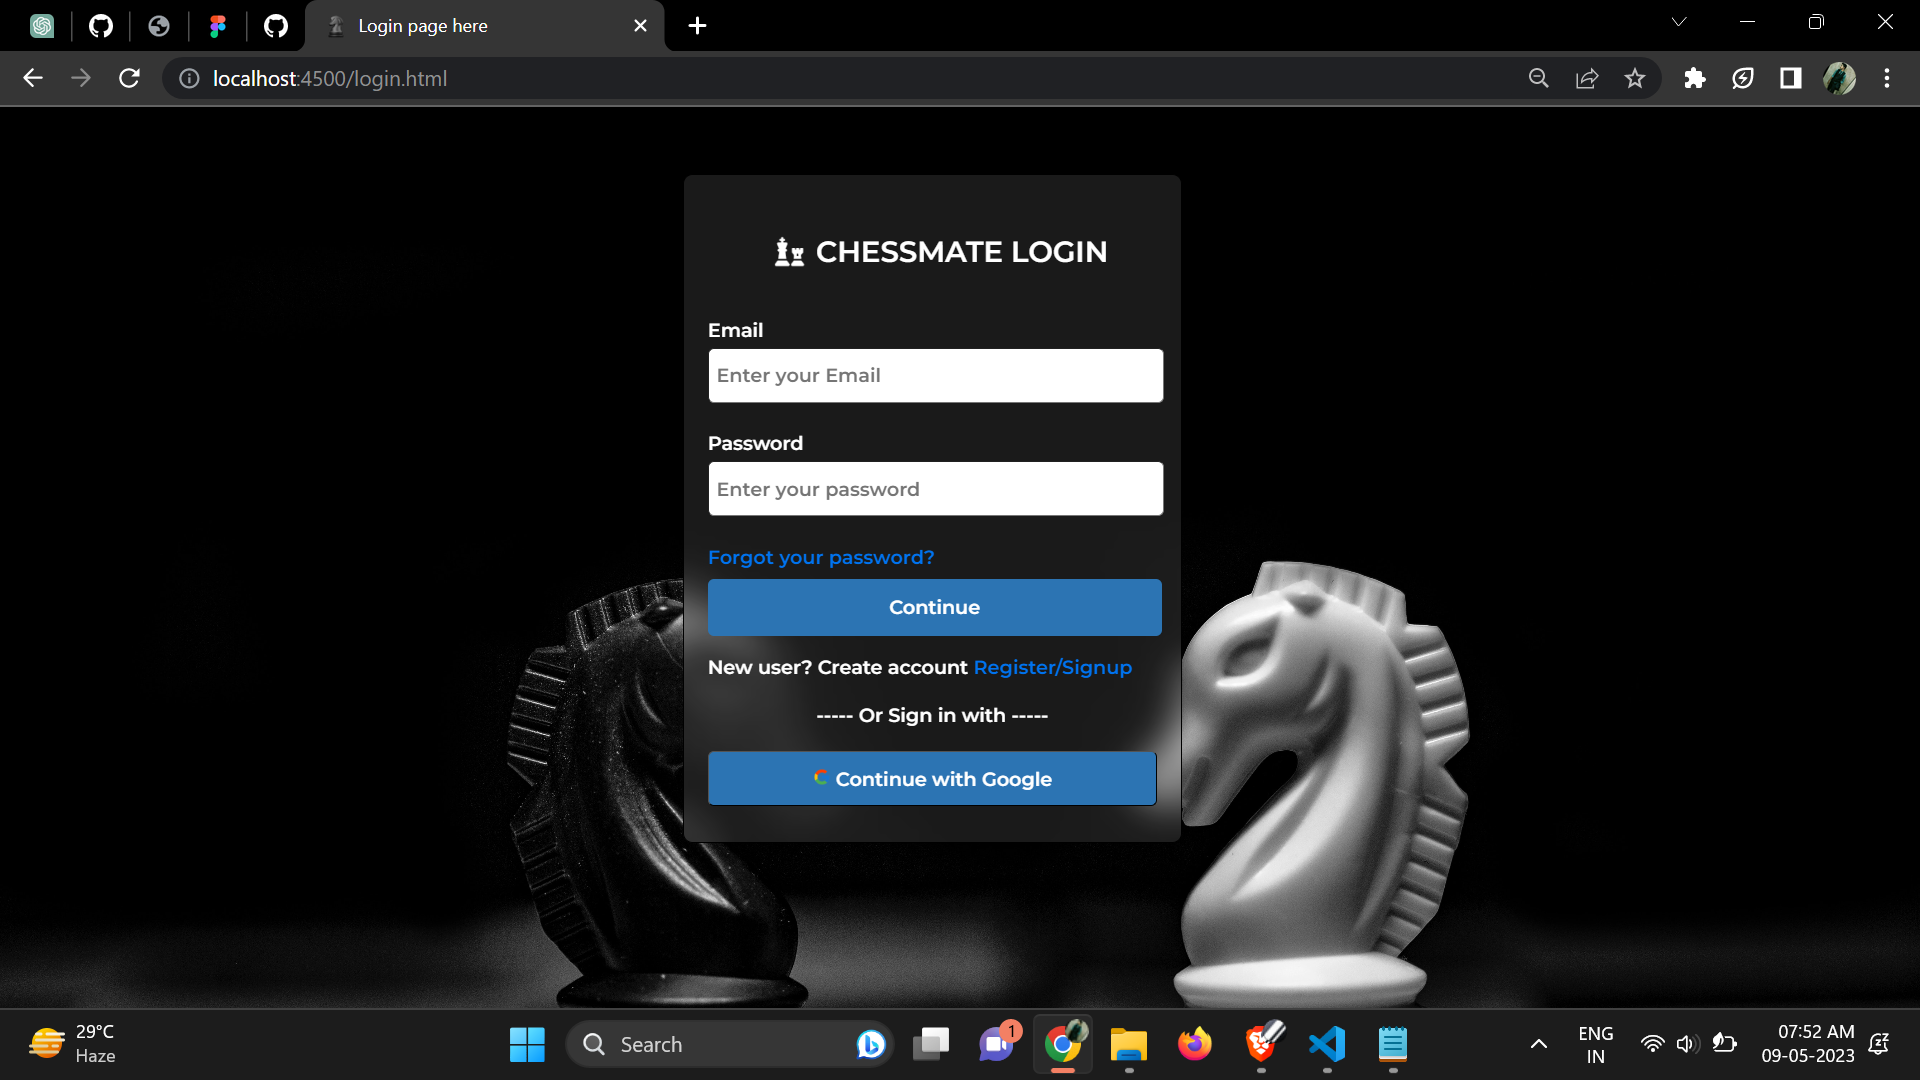 Login page here
localhost:4500/login.html
CHESSMATE LOGIN
Email
Enter your Email
Password
Enter your password
Forgot your password?
Continue
New user? Create account Register/Signup
----- Or Sign in with -----
Continue with Google
29°C
Haze
Search
1
ENG
IN
07:52 AM
09-05-2023